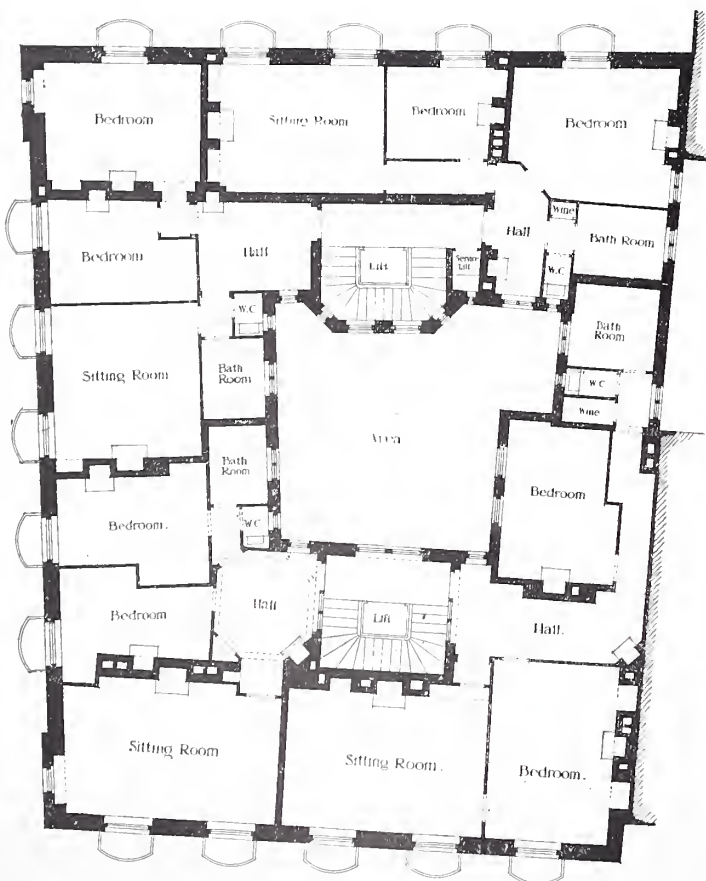 Bedroom
Sitting Room
Bedroom
Bedroom
Wine
Bedroom
Hall
Hall
Bath Room
Lift
Service
Lift
W.C
W.C
Bath
Room
Sitting Room
Bath
Room
W.C
Wine
Area
Bath
Room
Bedroom
Bedroom.
W.C
Bedroom
Hall
Lift
Hall.
Sitting Room
Sitting Room.
Bedroom.